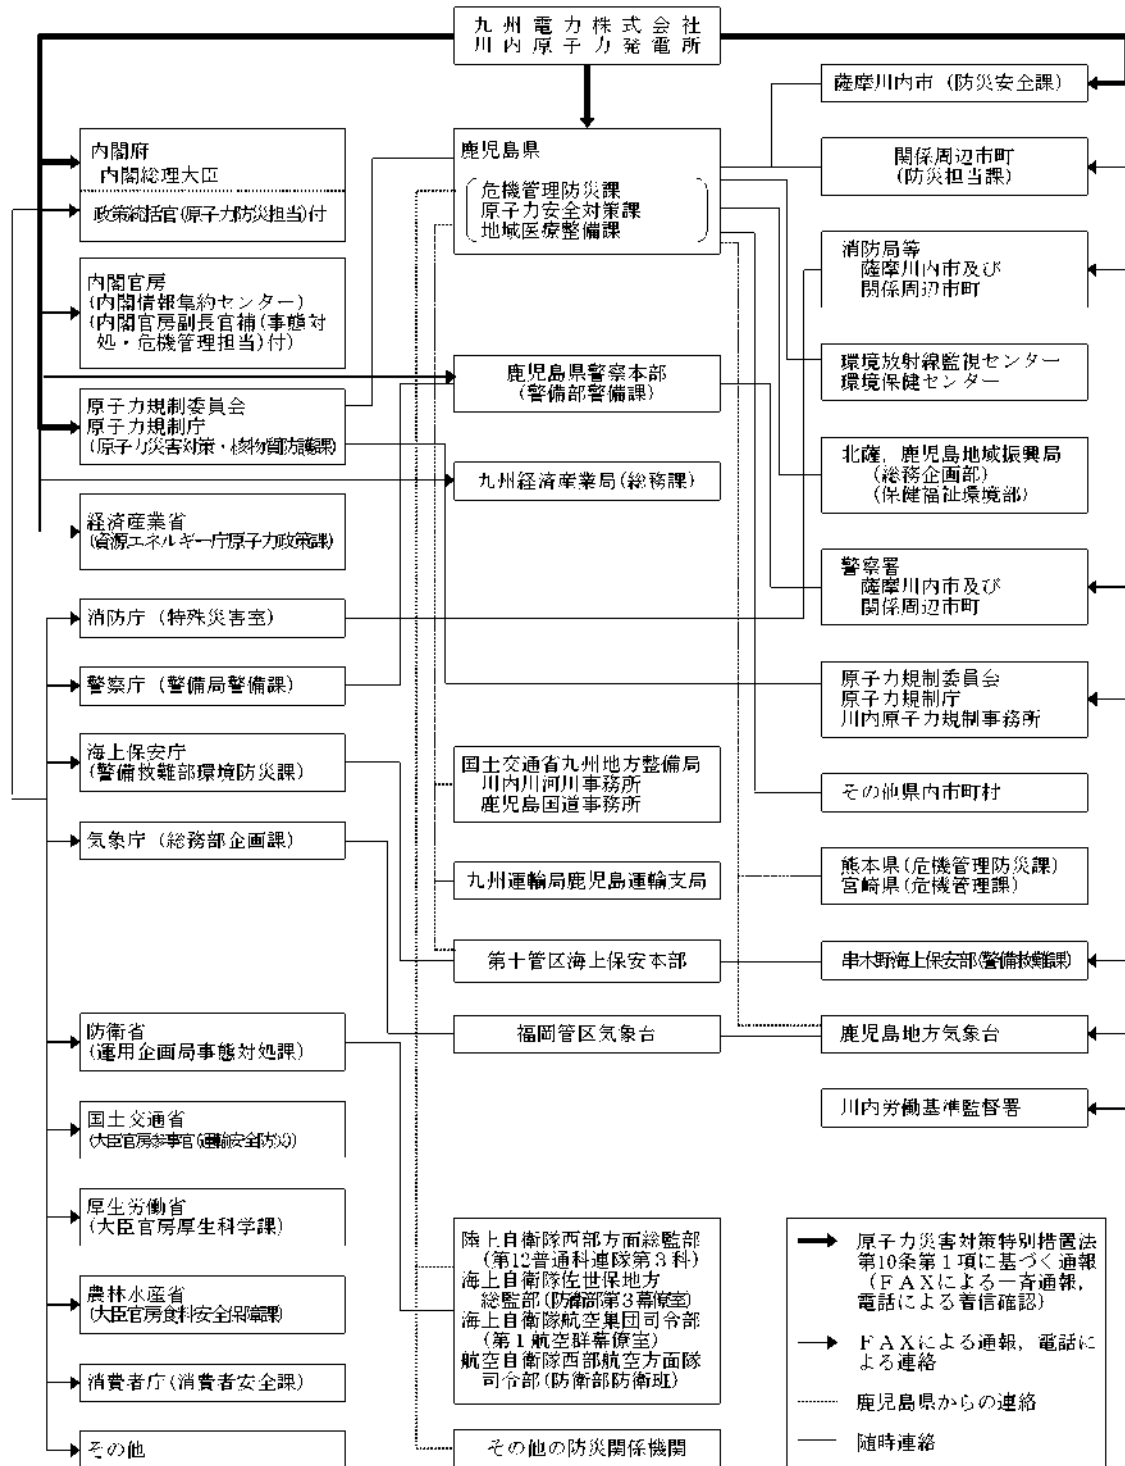 九州電力株式会社
川内原子力発電所
薩摩川内市（防災安全課）
内閣府
内閣総理大臣
政策統括官(原子力防災担当)付
鹿児島県
危機管理防災課
原子力安全対策課
地域医療整備課
関係周辺市町
(防災担当課)
消防局等
薩摩川内市及び
関係周辺市町
内閣官房
(内閣情報集約センター)
(内閣官房副長官補(事態対
処・危機管理担当)付)
環境放射線監視センター
環境保健センター
鹿児島県警察本部
(警備部警備課)
原子力規制委員会
原子力規制庁
(原子力災害対策・核物質防護課)
九州経済産業局(総務課)
北薩，鹿児島地域振興局
(総務企画部)
(保健福祉環境部)
経済産業省
(資源エネルギー庁原子力政策課)
警察署
薩摩川内市及び
関係周辺市町
消防庁（特殊災害室）
警察庁（警備局警備課）
原子力規制委員会
原子力規制庁
川内原子力規制事務所
海上保安庁
(警備救難部環境防災課)
国土交通省九州地方整備局
川内川河川事務所
鹿児島国道事務所
その他県内市町村
気象庁（総務部企画課）
九州運輸局鹿児島運輸支局
熊本県(危機管理防災課)
宮崎県(危機管理課)
第十管区海上保安本部
串木野海上保安部(警備救難課)
防衛省
(運用企画局事態対処課)
福岡管区気象台
鹿児島地方気象台
国土交通省
(大臣官房参事官(運輸安全防災))
川内労働基準監督署
厚生労働省
(大臣官房厚生科学課)
農林水産省
(大臣官房食料安全保障課)
消費者庁(消費者安全課)
その他
陸上自衛隊西部方面総監部
(第12普通科連隊第３科)
海上自衛隊佐世保地方
総監部(防衛部第３幕僚室)
海上自衛隊航空集団司令部
(第１航空群幕僚室)
航空自衛隊西部航空方面隊
司令部(防衛部防衛班)
その他の防災関係機関
原子力災害対策特別措置法
第10条第１項に基づく通報
（ＦＡＸによる一斉通報，
電話による着信確認）
ＦＡＸによる通報，電話に
よる連絡
鹿児島県からの連絡
随時連絡